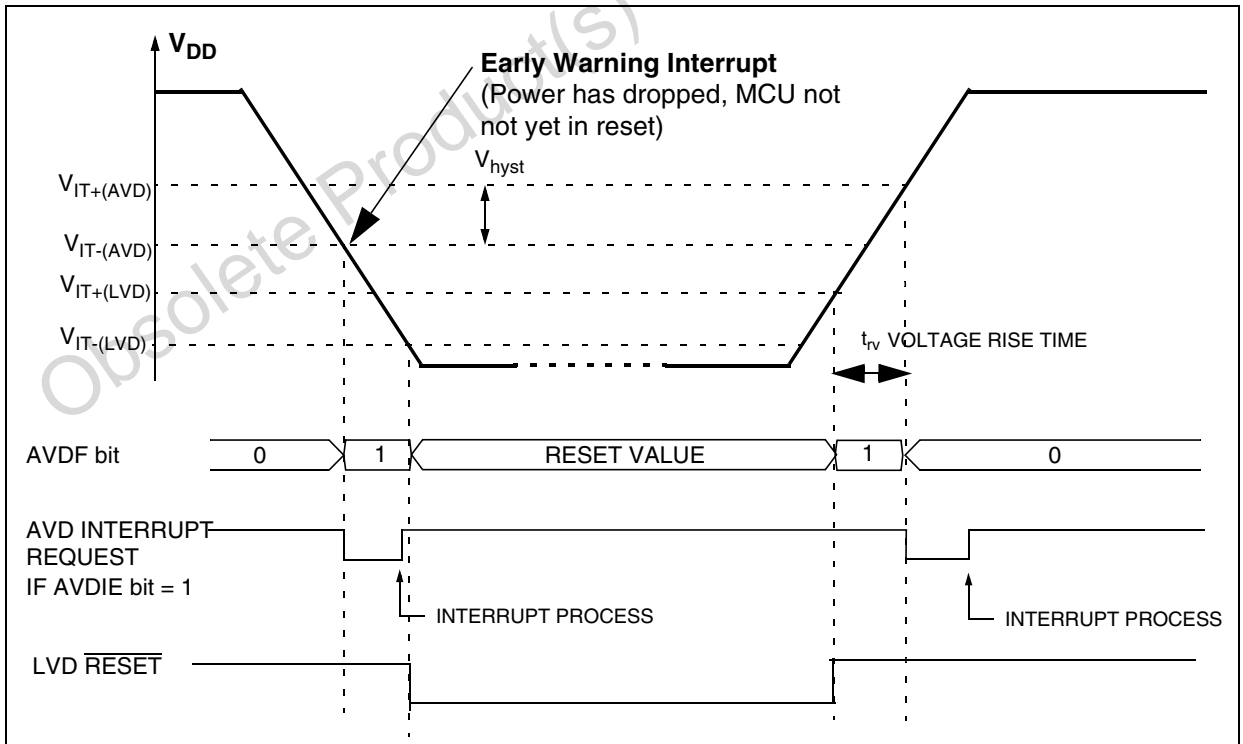 Obsolete Product(s)
V_DD
Early Warning Interrupt
(Power has dropped, MCU not
not yet in reset)
V_hyst
V_IT+(AVD)
V_IT-(AVD)
V_IT+(LVD)
V_IT-(LVD)
t_rv VOLTAGE RISE TIME
AVDF bit
0
1
RESET VALUE
1
0
AVD INTERRUPT
REQUEST
IF AVDIE bit = 1
INTERRUPT PROCESS
INTERRUPT PROCESS
LVD RESET